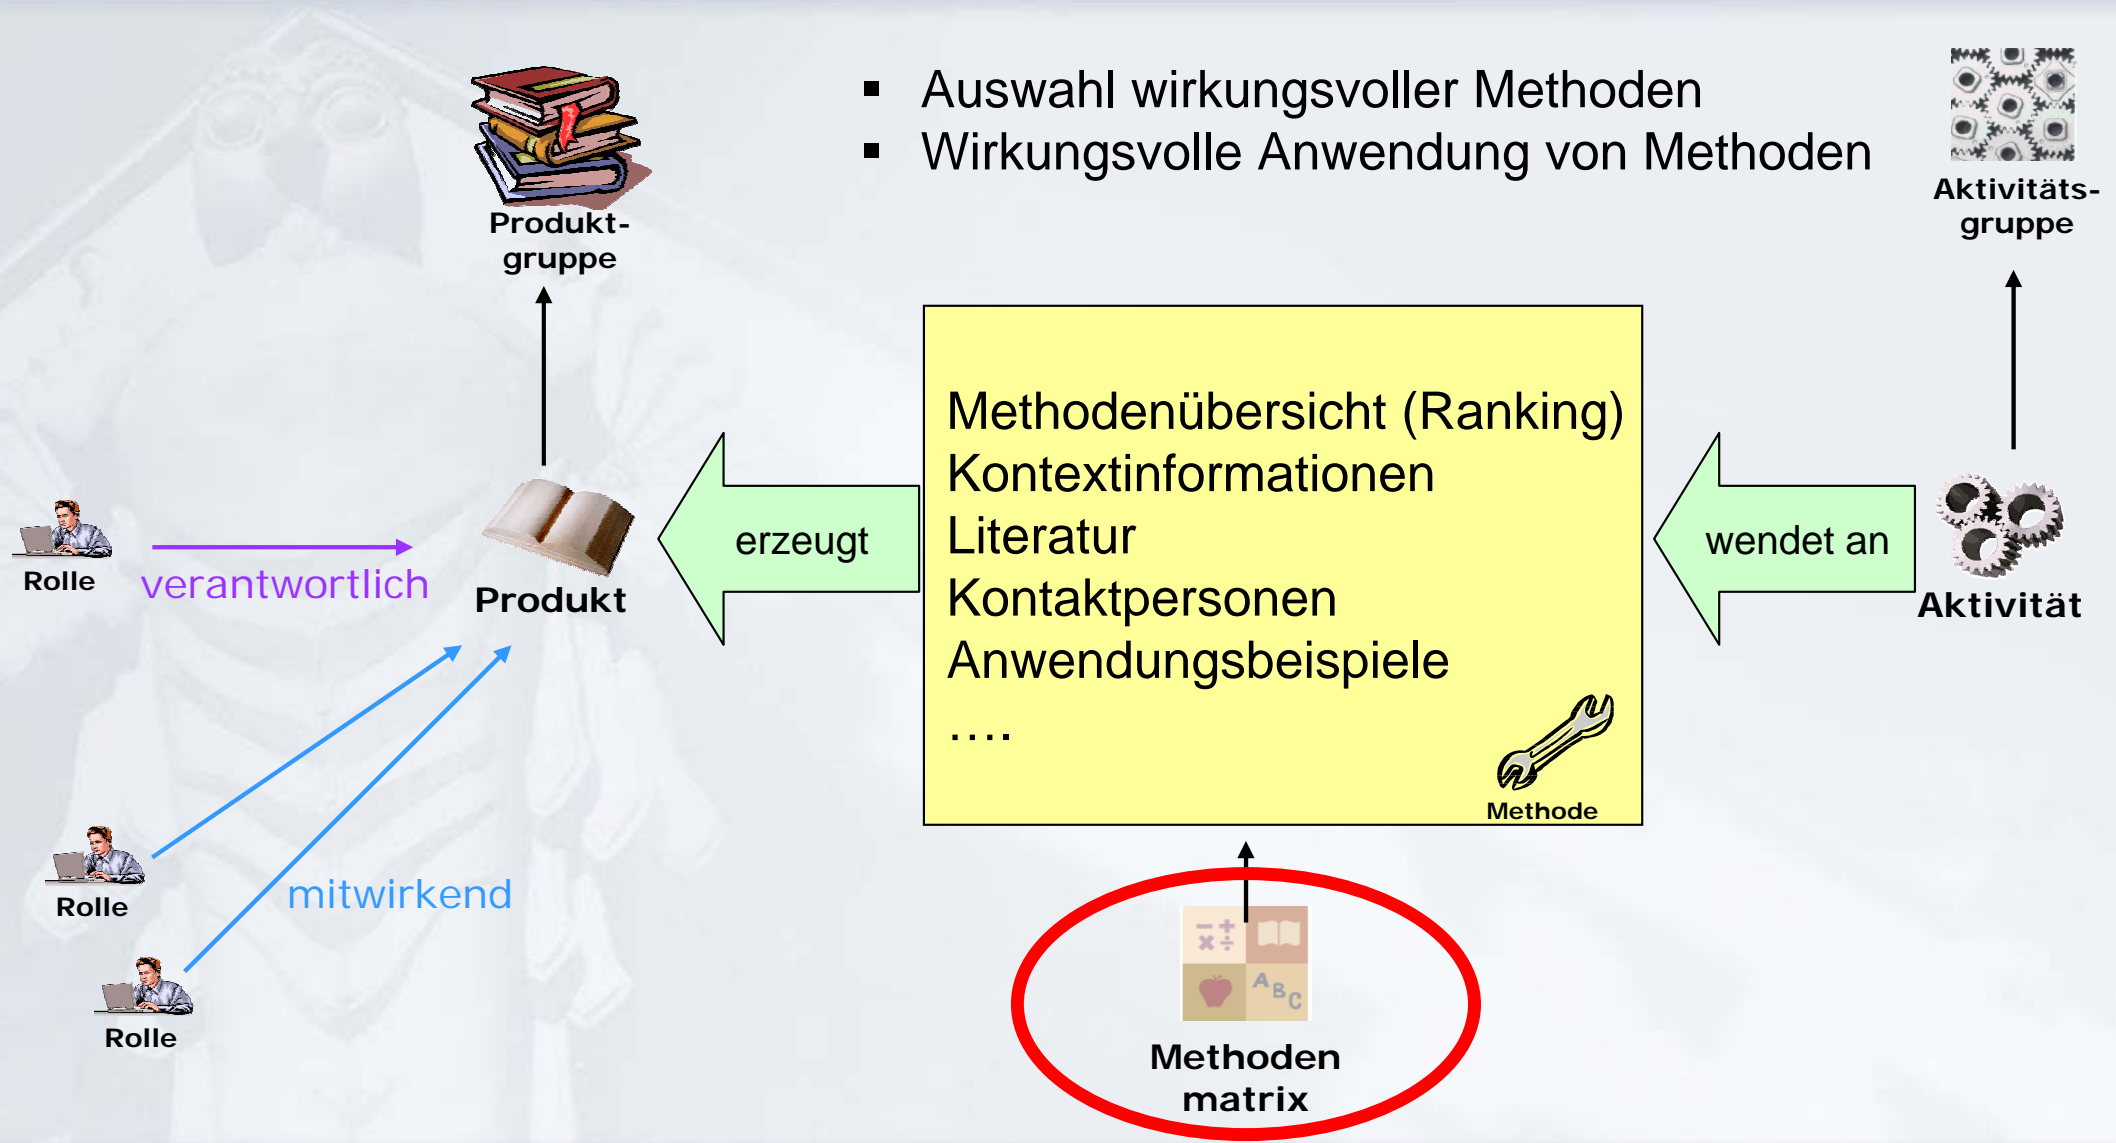 ▪ Auswahl wirkungsvoller Methoden
▪ Wirkungsvolle Anwendung von Methoden
Produkt-
gruppe
Aktivitäts-
gruppe
Methodenübersicht (Ranking)
Kontextinformationen
Literatur
Kontaktpersonen
Anwendungsbeispiele
….
Methode
erzeugt
wendet an
Rolle
verantwortlich
Produkt
Aktivität
Rolle
mitwirkend
Rolle
− +
× ÷
A B C
Methoden
matrix